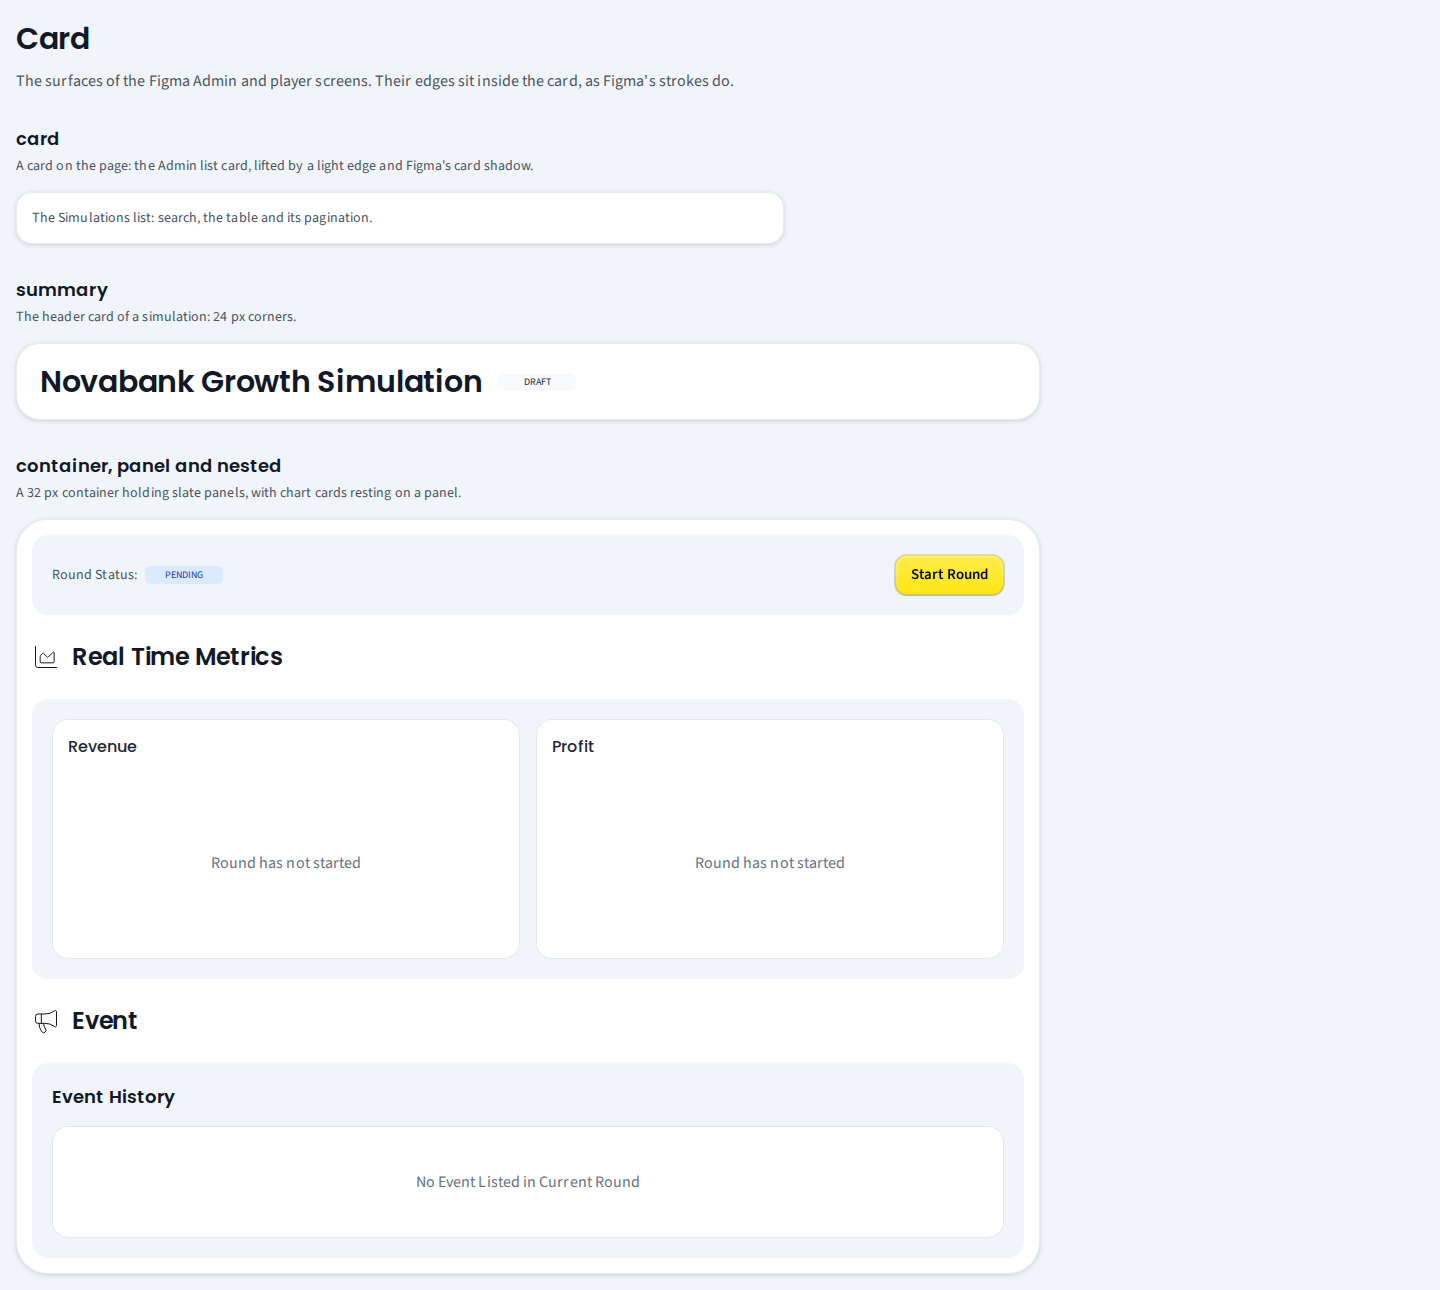 Card
The surfaces of the Figma Admin and player screens. Their edges sit inside the card, as Figma's strokes do.
card
A card on the page: the Admin list card, lifted by a light edge and Figma's card shadow.
The Simulations list: search, the table and its pagination.
summary
The header card of a simulation: 24 px corners.
Novabank Growth Simulation DRAFT
container, panel and nested
A 32 px container holding slate panels, with chart cards resting on a panel.
Round Status: PENDING Start Round
Real Time Metrics
Revenue Profit
Round has not started Round has not started
Event
Event History
No Event Listed in Current Round